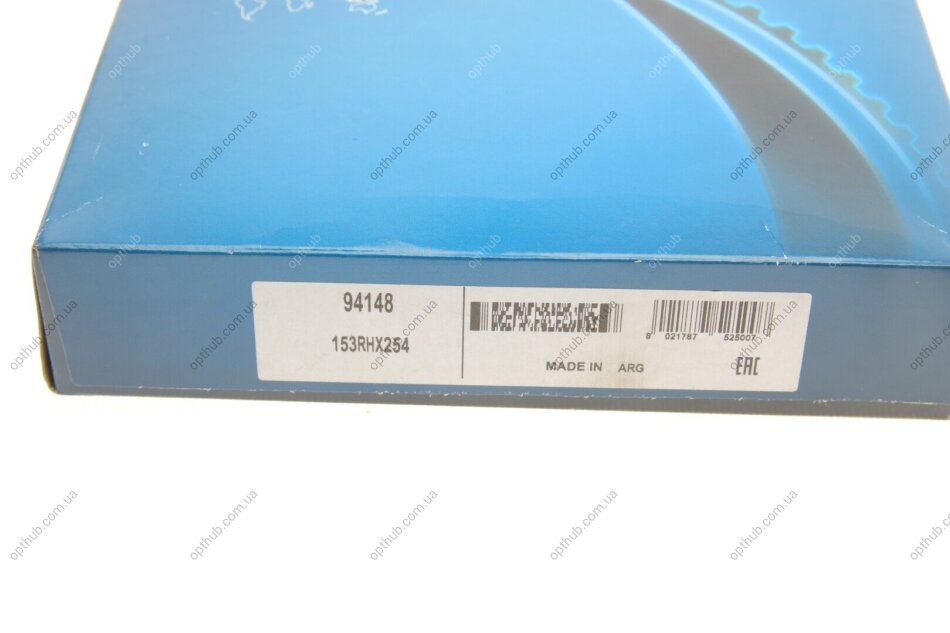 94148
153RHX254
8 021787 525007
MADE IN ARG
EAC
opthub.com.ua